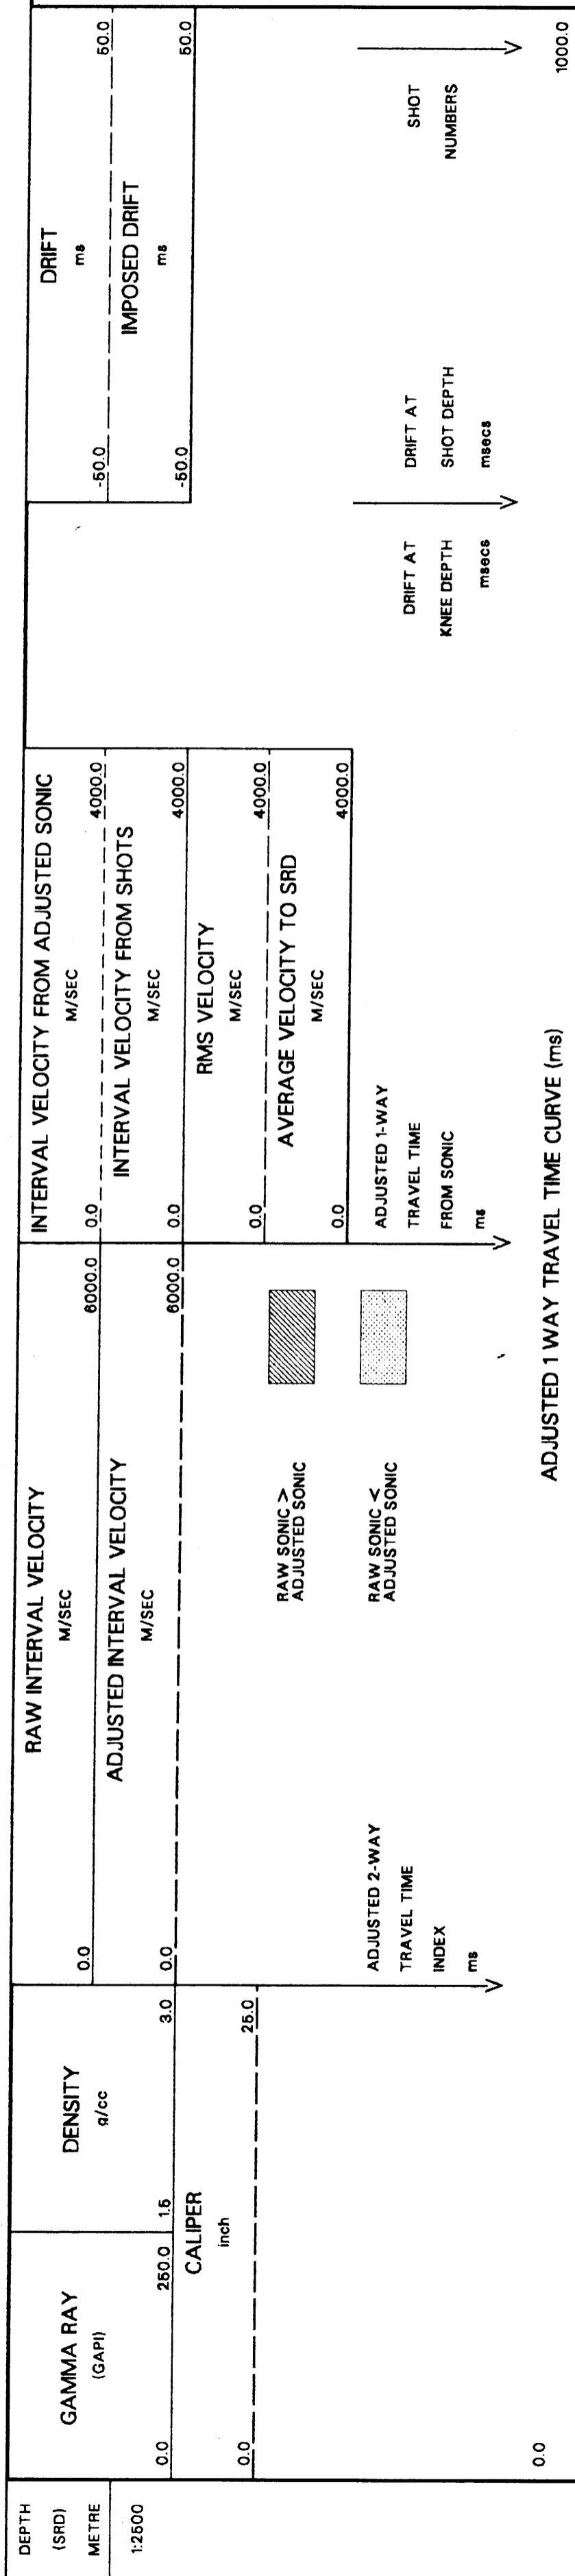 DEPTH
(SRD)
METRE
1:2500
GAMMA RAY
(GAPI)
0.0 250.0
DENSITY
g/cc
1.5 3.0
CALIPER
inch
0.0 25.0
RAW INTERVAL VELOCITY
M/SEC
0.0 6000.0
ADJUSTED INTERVAL VELOCITY
M/SEC
0.0 6000.0
RAW SONIC >
ADJUSTED SONIC
RAW SONIC <
ADJUSTED SONIC
ADJUSTED 2-WAY
TRAVEL TIME
INDEX
ms
INTERVAL VELOCITY FROM ADJUSTED SONIC
M/SEC
0.0 4000.0
INTERVAL VELOCITY FROM SHOTS
M/SEC
0.0 4000.0
RMS VELOCITY
M/SEC
0.0 4000.0
AVERAGE VELOCITY TO SRD
M/SEC
0.0 4000.0
ADJUSTED 1-WAY
TRAVEL TIME
FROM SONIC
ms
DRIFT
ms
-50.0 50.0
IMPOSED DRIFT
ms
-50.0 50.0
DRIFT AT
KNEE DEPTH
msecs
DRIFT AT
SHOT DEPTH
msecs
SHOT
NUMBERS
ADJUSTED 1 WAY TRAVEL TIME CURVE (ms)
0.0 1000.0